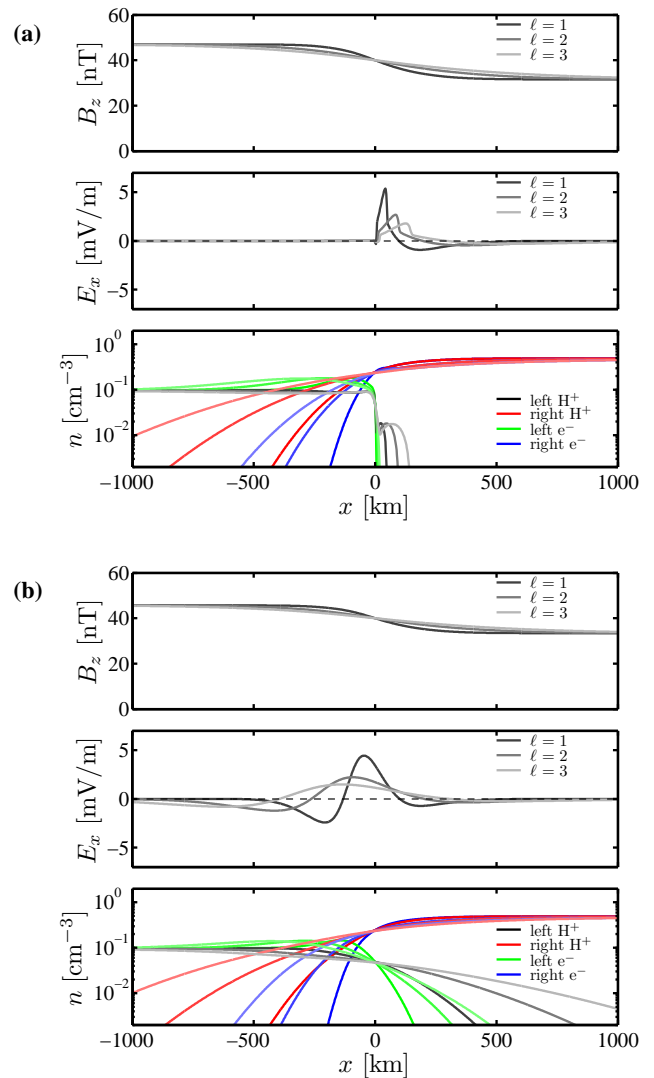 (a)
60
40
20
0
B_z [nT]
ℓ = 1
ℓ = 2
ℓ = 3
5
0
−5
E_x [mV/m]
ℓ = 1
ℓ = 2
ℓ = 3
10^0
10^{-1}
10^{-2}
n [cm^{-3}]
left H^+
right H^+
left e^-
right e^-
−1000 −500 0 500 1000
x [km]
(b)
60
40
20
0
B_z [nT]
ℓ = 1
ℓ = 2
ℓ = 3
5
0
−5
E_x [mV/m]
ℓ = 1
ℓ = 2
ℓ = 3
10^0
10^{-1}
10^{-2}
n [cm^{-3}]
left H^+
right H^+
left e^-
right e^-
−1000 −500 0 500 1000
x [km]